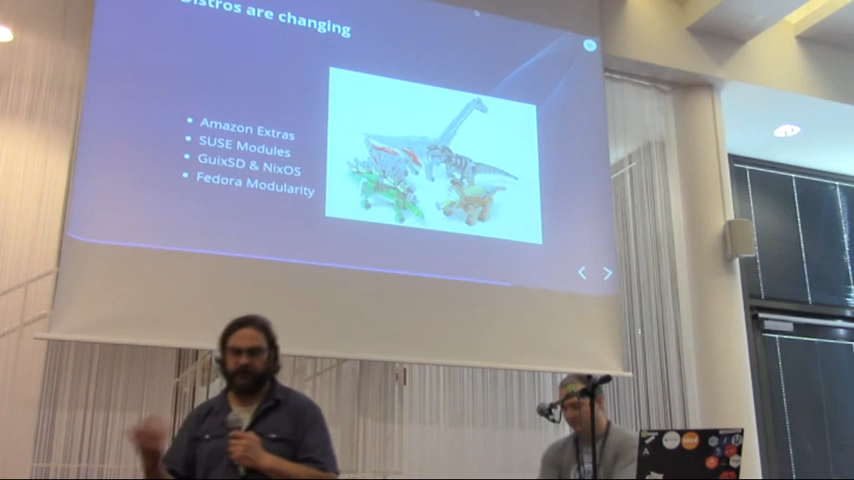 Distros are changing
Amazon Extras
SUSE Modules
GuixSD & NixOS
Fedora Modularity